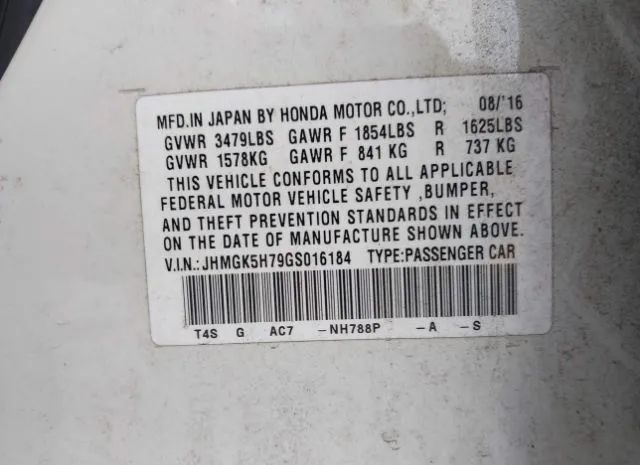 MFD.IN JAPAN BY HONDA MOTOR CO.,LTD; 08/'16
GVWR 3479LBS GAWR F 1854LBS R 1625LBS
GVWR 1578KG GAWR F 841 KG R 737 KG
THIS VEHICLE CONFORMS TO ALL APPLICABLE
FEDERAL MOTOR VEHICLE SAFETY ,BUMPER,
AND THEFT PREVENTION STANDARDS IN EFFECT
ON THE DATE OF MANUFACTURE SHOWN ABOVE.
V.I.N.:JHMGK5H79GS016184 TYPE:PASSENGER CAR
T4S G AC7 -NH788P -A -S